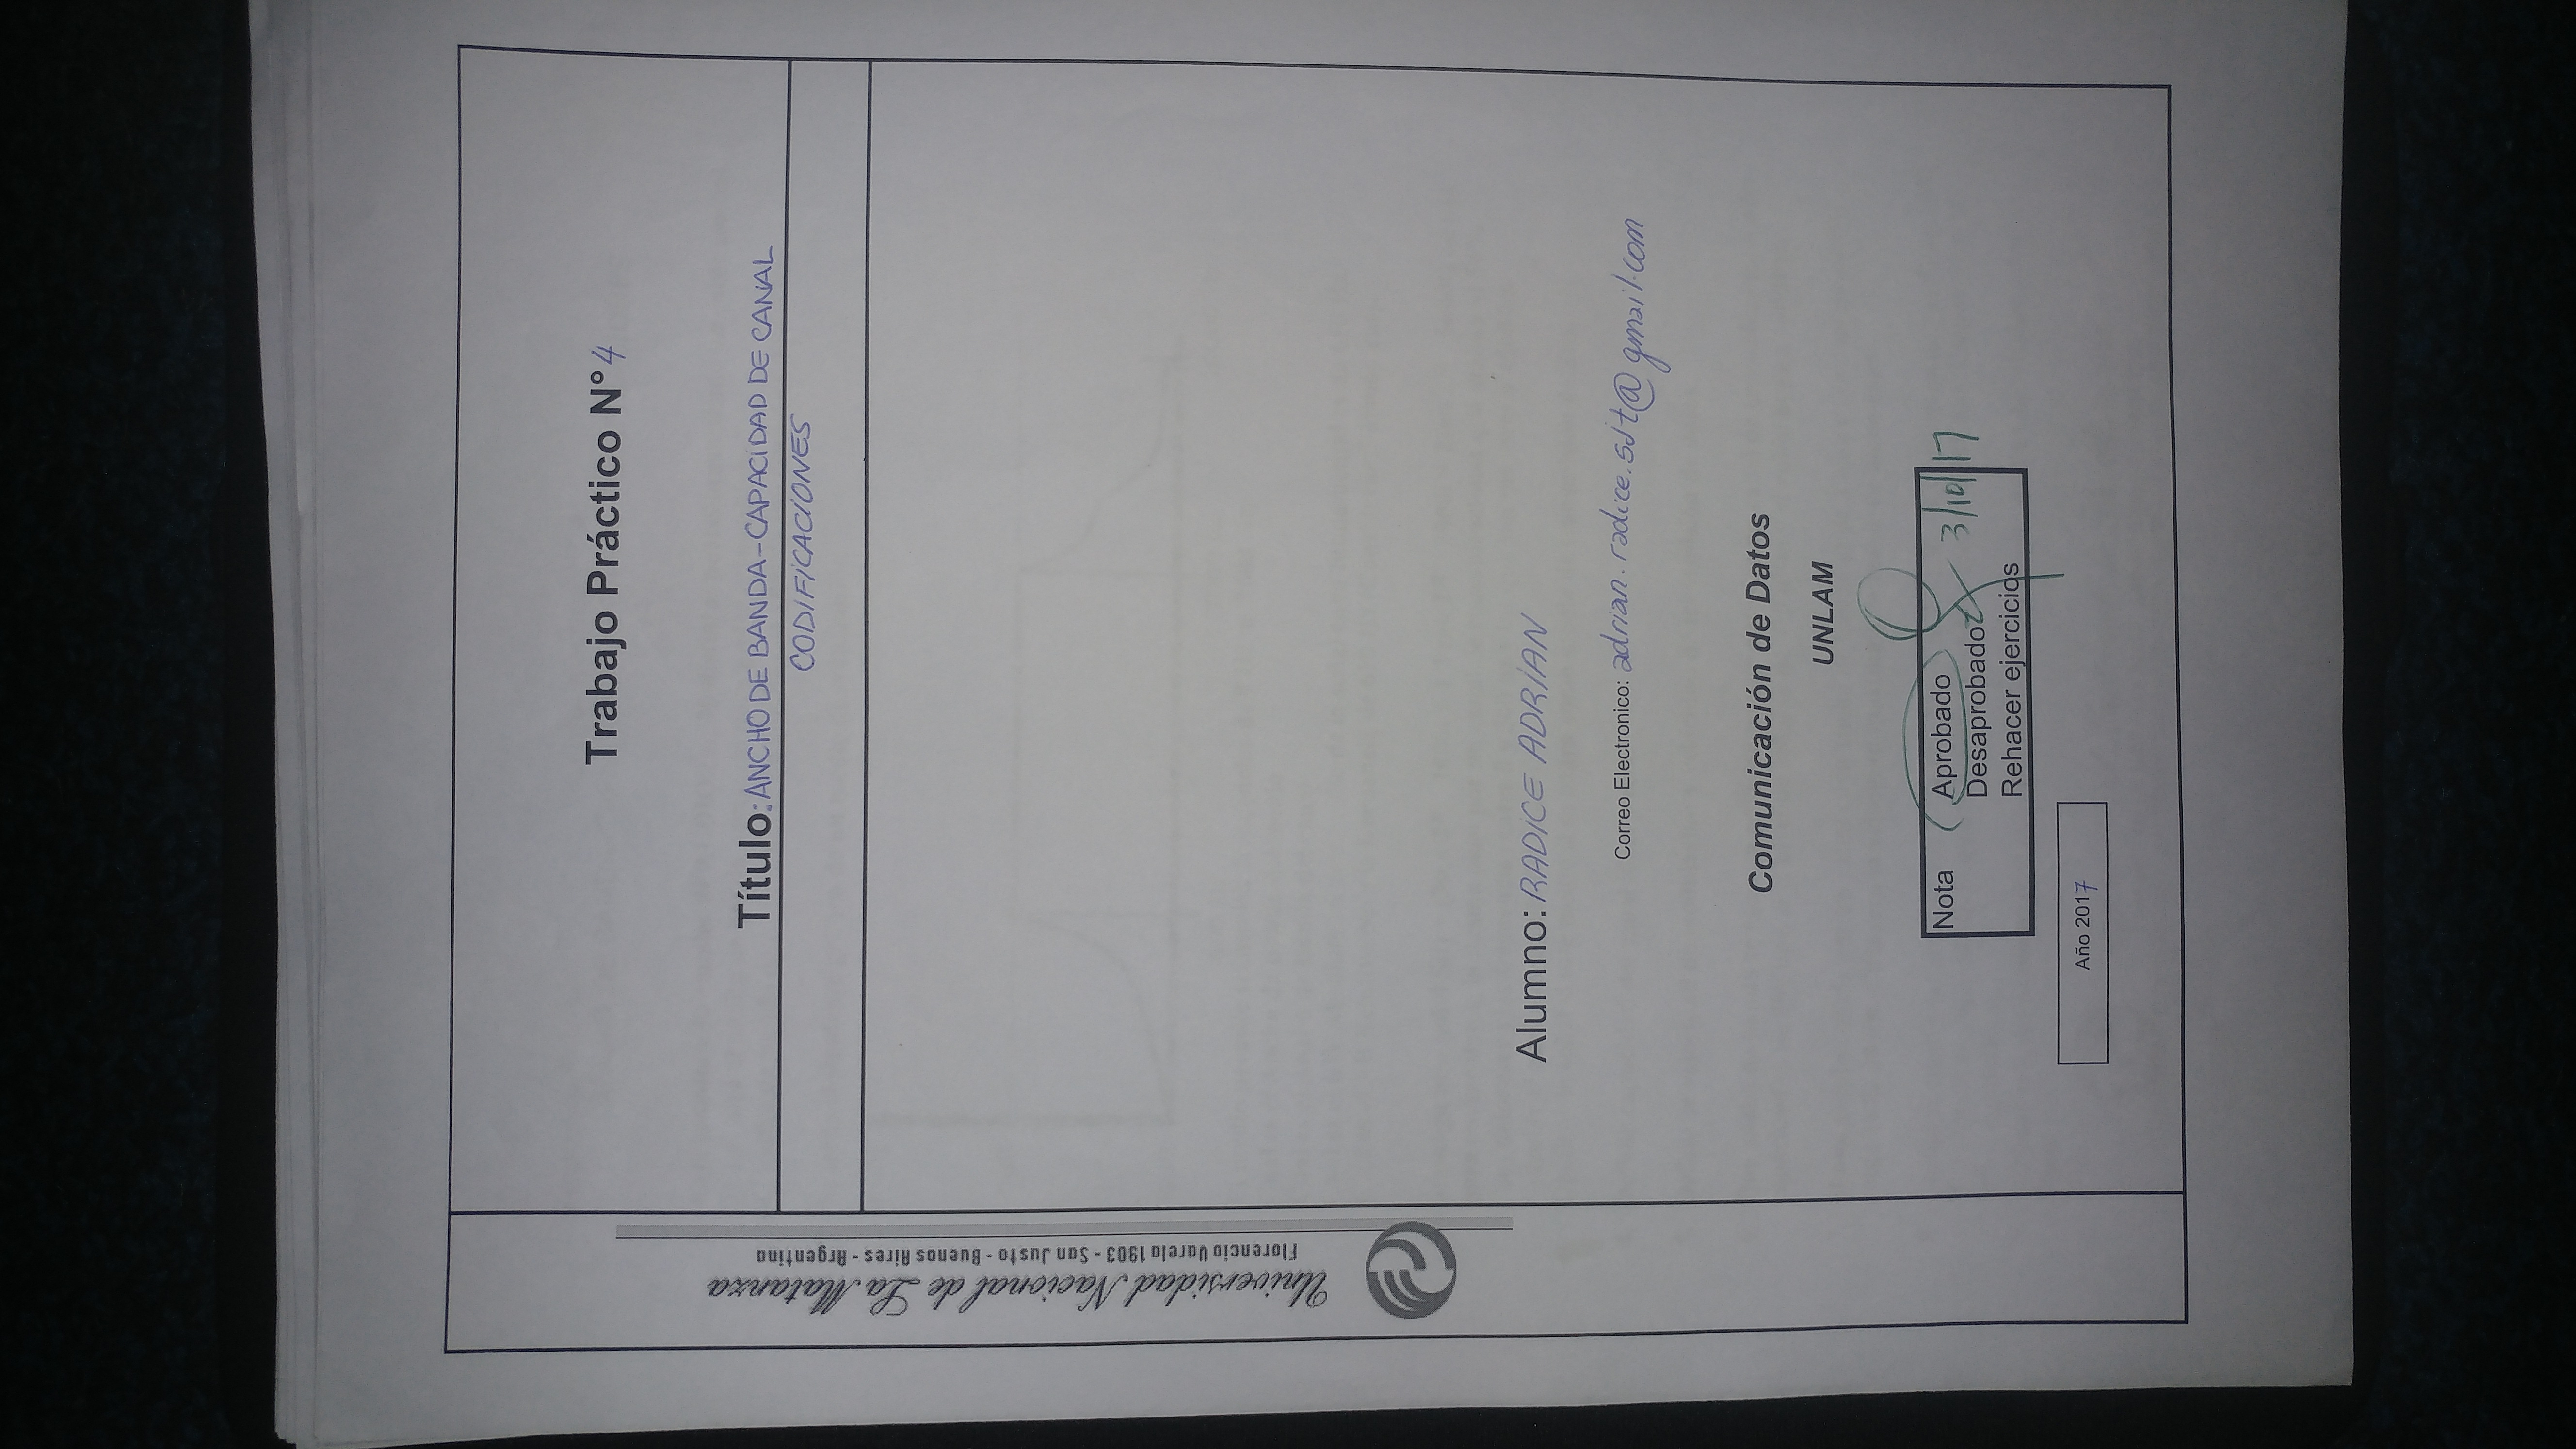 Universidad Nacional de La Matanza
Florencio Varela 1903 - San Justo - Buenos Aires - Argentina
Trabajo Práctico N° 4
Título: ANCHO DE BANDA-CAPACIDAD DE CANAL
CODIFICACIONES
Alumno: RADICE ADRIAN
Correo Electronico: adrian.radice.sdt@gmail.com
Comunicación de Datos
UNLAM
Nota Aprobado
3/10/17
Desaprobado
Rehacer ejercicios
Año 2017